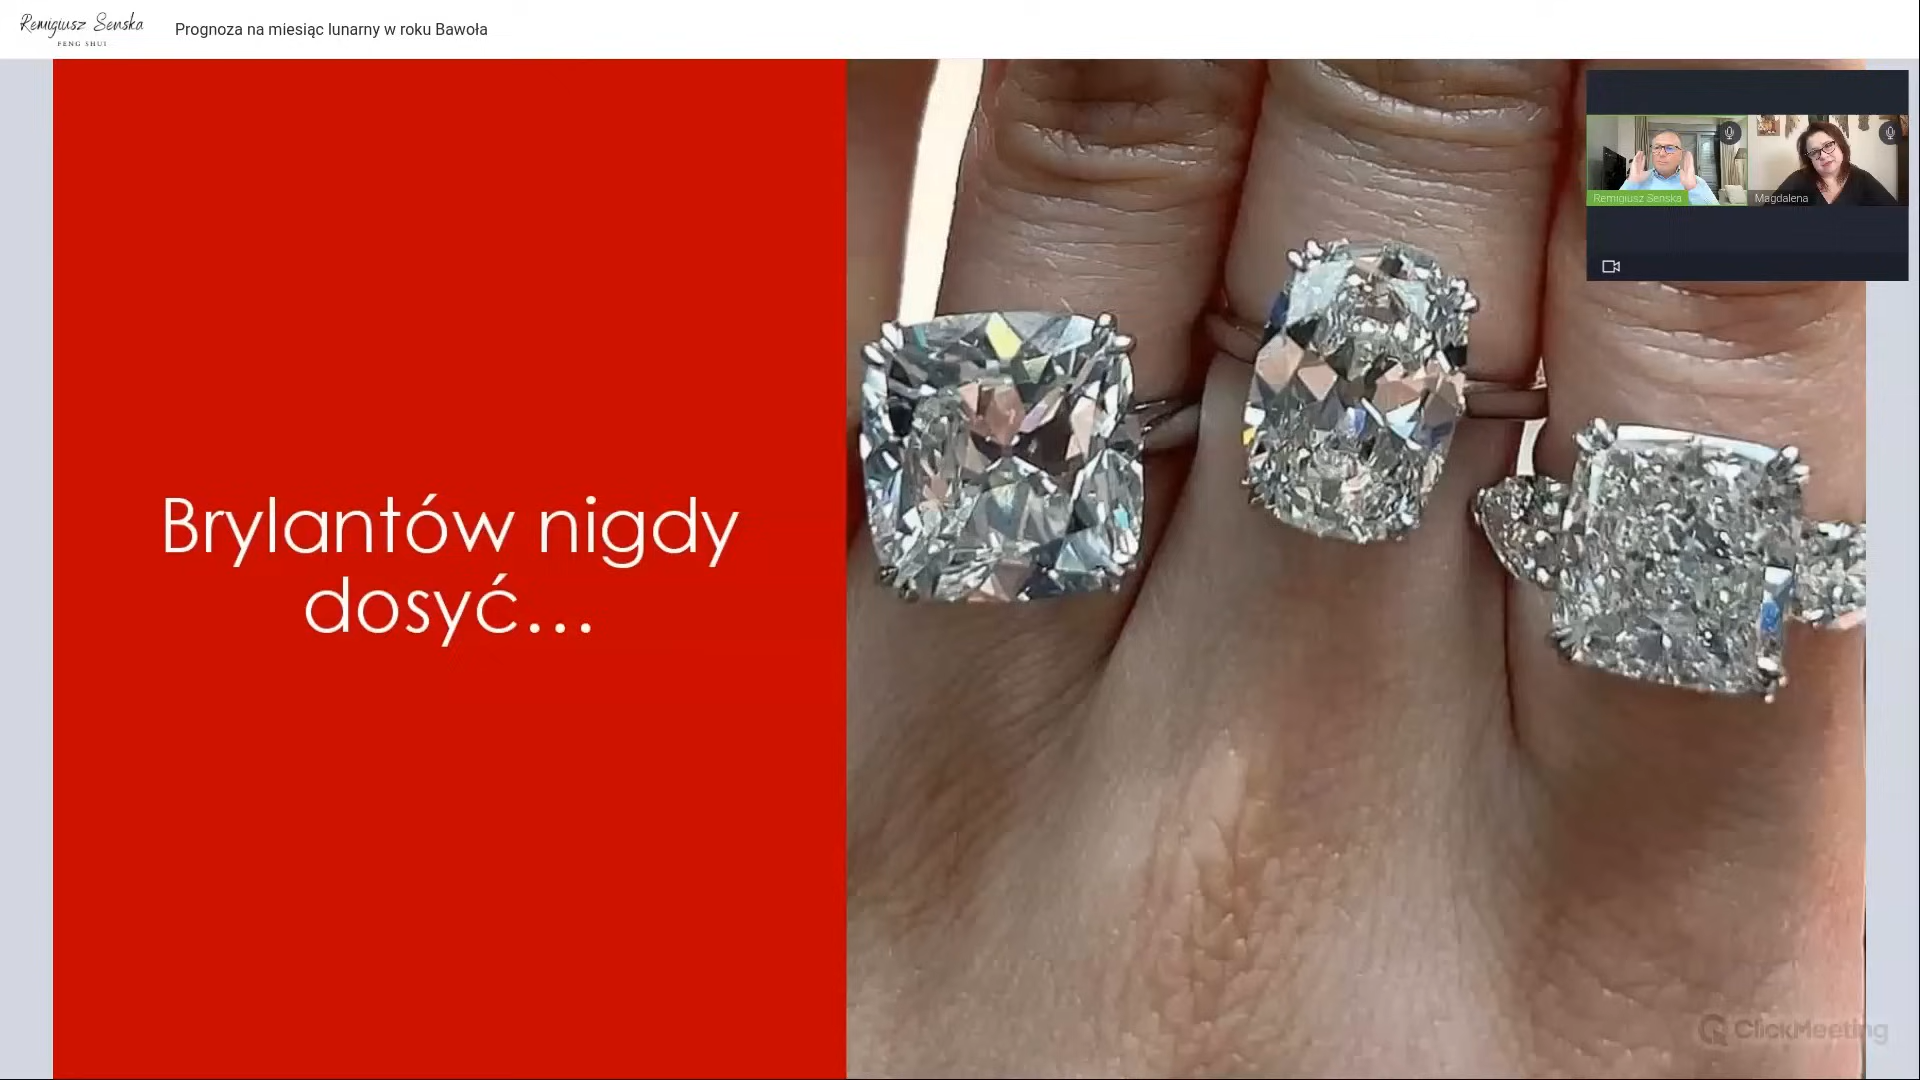 Remigiusz Senska
FENG SHUI
Prognoza na miesiąc lunarny w roku Bawoła
Remigiusz Senska
Magdalena
Brylantów nigdy
dosyć...
ClickMeeting